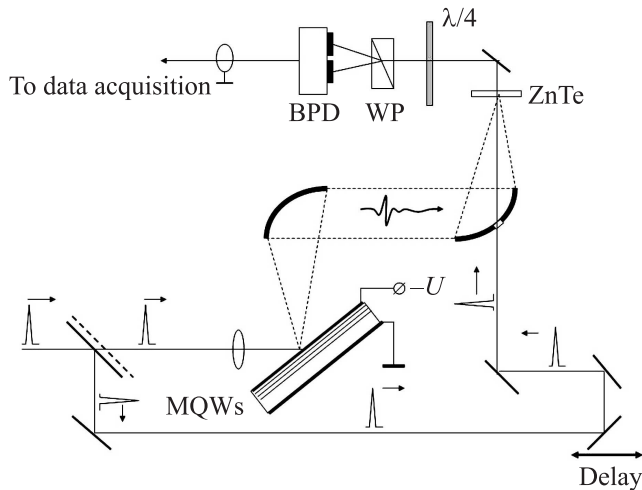 λ/4
To data acquisition
BPD
WP
ZnTe
–U
MQWs
Delay